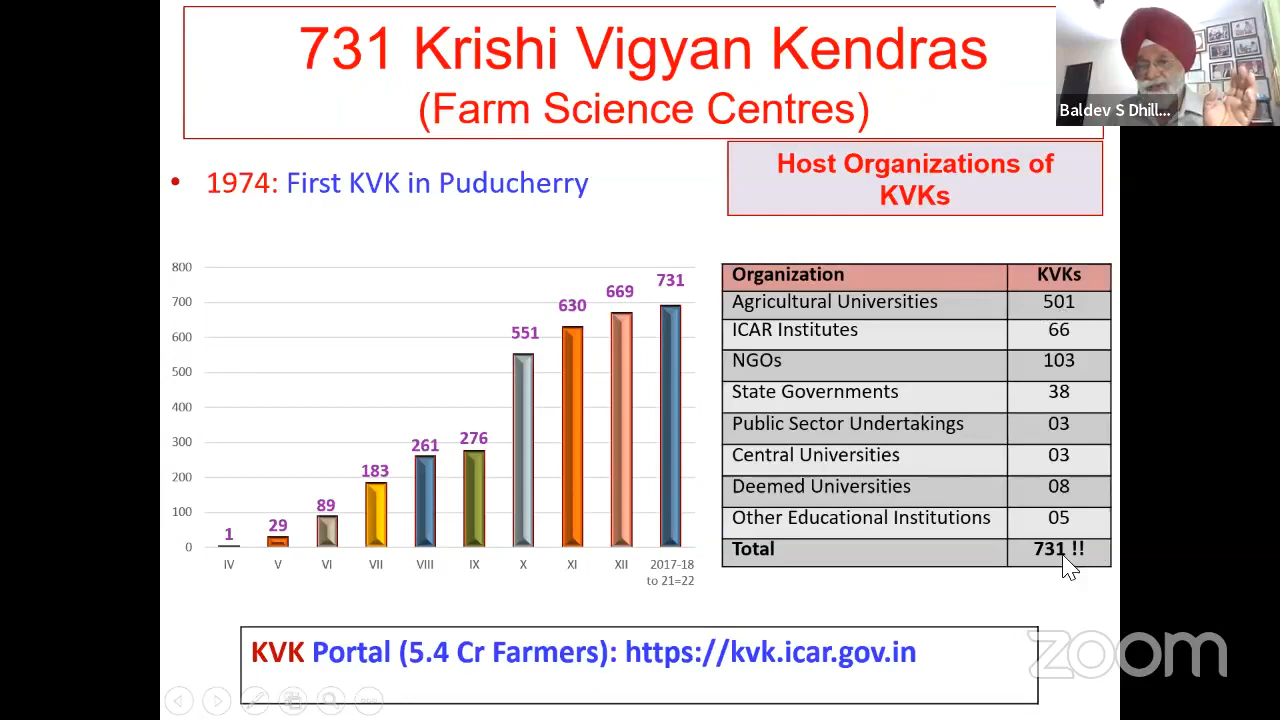 731 Krishi Vigyan Kendras
(Farm Science Centres)
Baldev S Dhill...
• 1974: First KVK in Puducherry
Host Organizations of
KVKs
800
700
600
500
400
300
200
100
0
1
29
89
183
261
276
551
630
669
731
IV V VI VII VIII IX X XI XII 2017-18
to 21=22
Organization KVKs
Agricultural Universities 501
ICAR Institutes 66
NGOs 103
State Governments 38
Public Sector Undertakings 03
Central Universities 03
Deemed Universities 08
Other Educational Institutions 05
Total 731 !!
KVK Portal (5.4 Cr Farmers): https://kvk.icar.gov.in
zoom